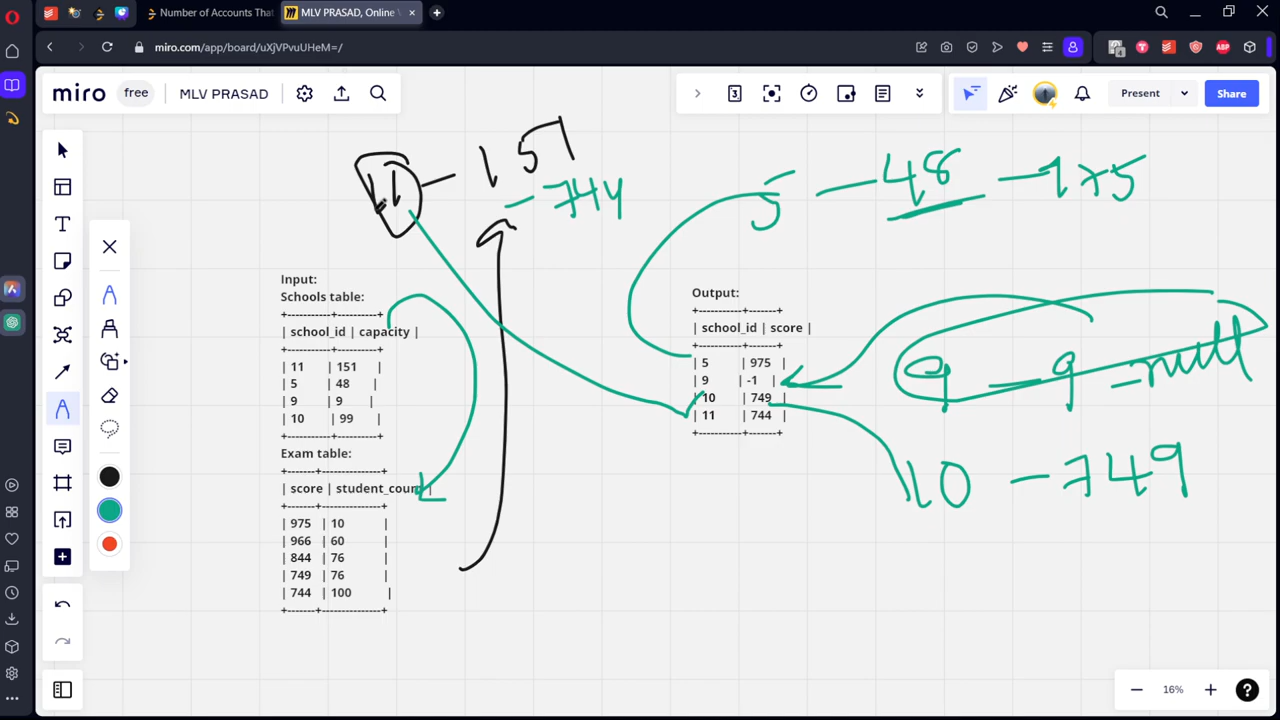 Number of Accounts That
MLV PRASAD, Online V
miro.com/app/board/uXjVPvuUHeM=/
ABP
miro free MLV PRASAD
3 Present Share
11 - 151
- 744
5 - 48 - 975
Input:
Schools table:
+-----------+----------+
| school_id | capacity |
+-----------+----------+
| 11 | 151 |
| 5 | 48 |
| 9 | 9 |
| 10 | 99 |
+-----------+----------+
Exam table:
+-------+---------------+
| score | student_count |
+-------+---------------+
| 975 | 10 |
| 966 | 60 |
| 844 | 76 |
| 749 | 76 |
| 744 | 100 |
+-------+---------------+
Output:
+-----------+-------+
| school_id | score |
+-----------+-------+
| 5 | 975 |
| 9 | -1 |
| 10 | 749 |
| 11 | 744 |
+-----------+-------+
9 - 9 = null
10 - 749
16%